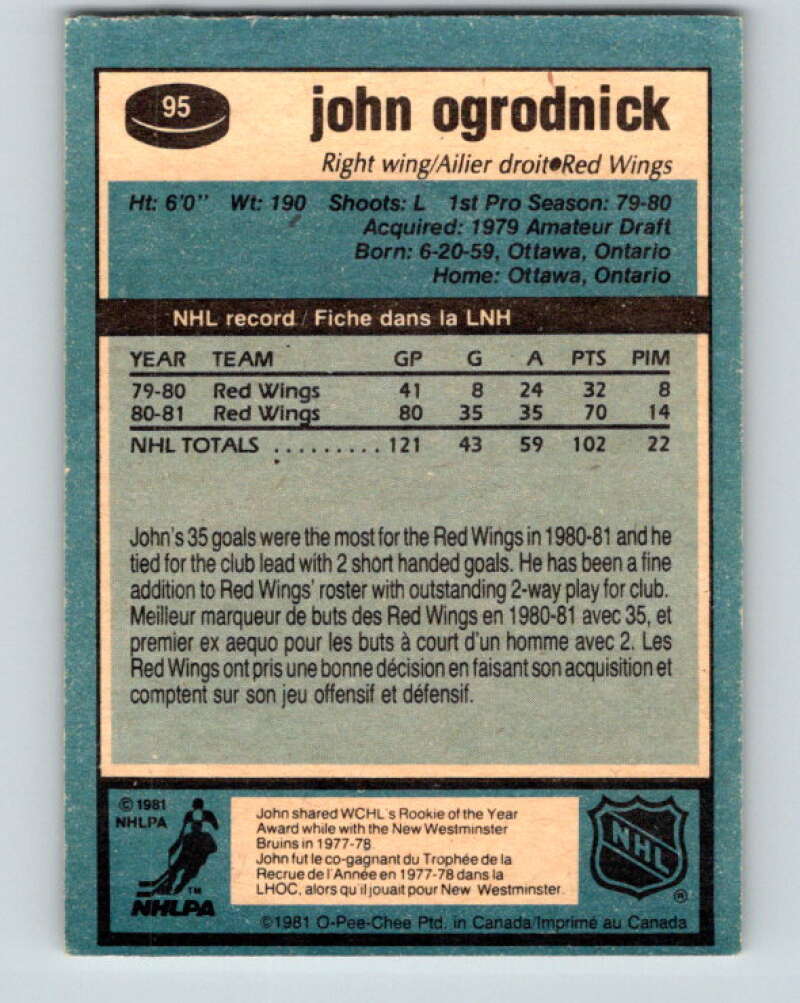 95
john ogrodnick
Right wing/Ailier droit●Red Wings
Ht: 6'0" Wt: 190 Shoots: L 1st Pro Season: 79-80
Acquired: 1979 Amateur Draft
Born: 6-20-59, Ottawa, Ontario
Home: Ottawa, Ontario
NHL record / Fiche dans la LNH
YEAR TEAM GP G A PTS PIM
79-80 Red Wings 41 8 24 32 8
80-81 Red Wings 80 35 35 70 14
NHL TOTALS . . . . . . . . . 121 43 59 102 22
John's 35 goals were the most for the Red Wings in 1980-81 and he
tied for the club lead with 2 short handed goals. He has been a fine
addition to Red Wings' roster with outstanding 2-way play for club.
Meilleur marqueur de buts des Red Wings en 1980-81 avec 35, et
premier ex aequo pour les buts à court d'un homme avec 2. Les
Red Wings ont pris une bonne décision en faisant son acquisition et
comptent sur son jeu offensif et défensif.
© 1981
NHLPA
TM
NHLPA
John shared WCHL's Rookie of the Year
Award while with the New Westminster
Bruins in 1977-78.
John fut le co-gagnant du Trophée de la
Recrue de l'Année en 1977-78 dans la
LHOC, alors qu'il jouait pour New Westminster.
NHL
®
©1981 O-Pee-Chee Ptd. in Canada/Imprimé au Canada